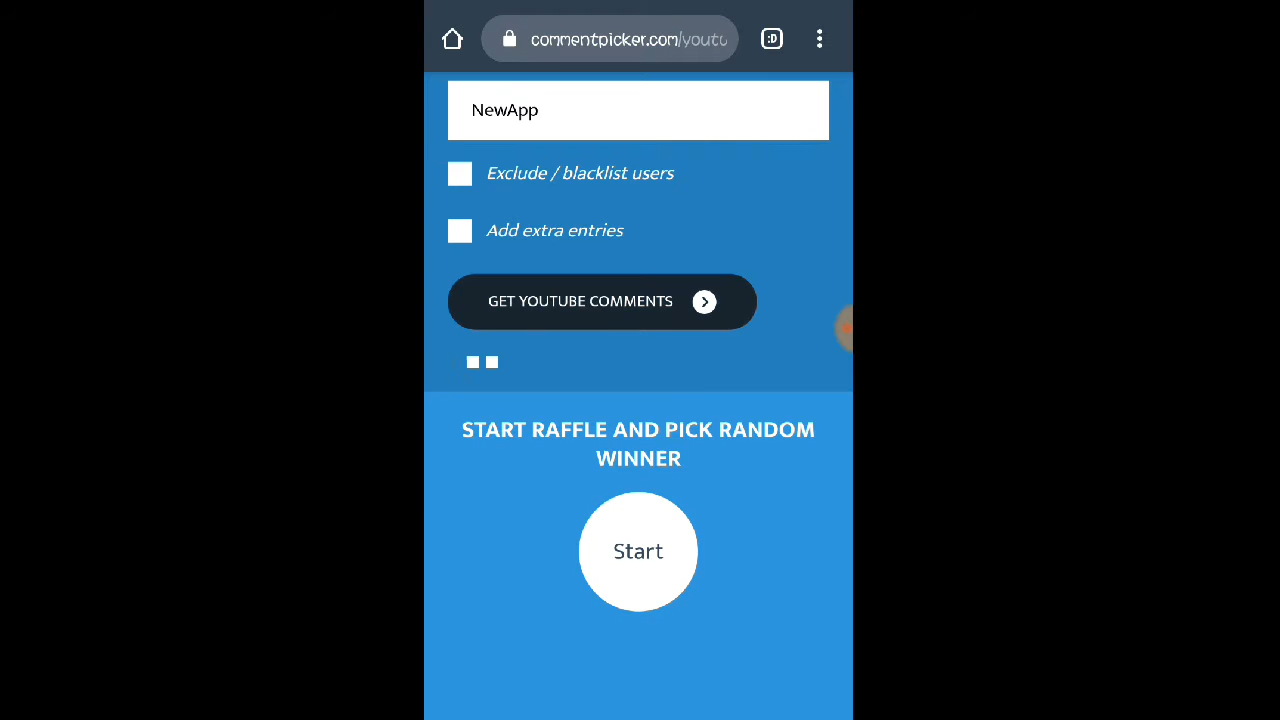 commentpicker.com/youtu
:D
NewApp
Exclude / blacklist users
Add extra entries
GET YOUTUBE COMMENTS
START RAFFLE AND PICK RANDOM
WINNER
Start